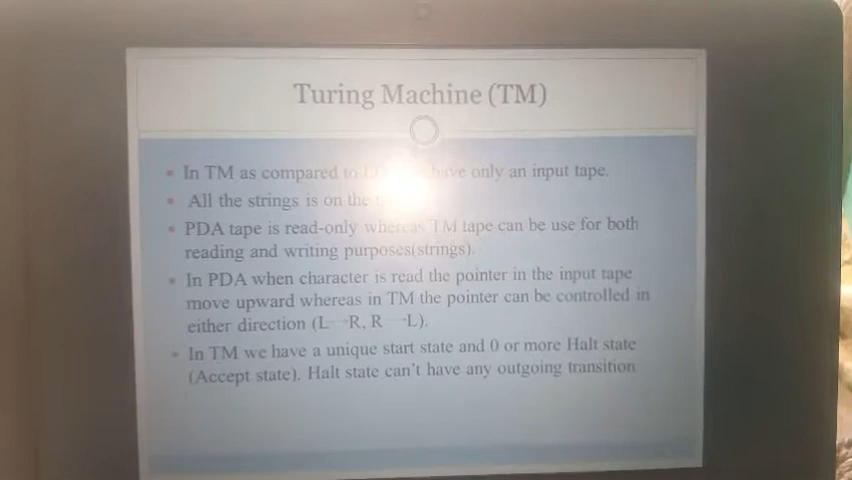 Turing Machine (TM)
In TM as compared to have only an input tape.
All the strings is on the
PDA tape is read-only whereas TM tape can be use for both
reading and writing purposes(strings).
In PDA when character is read the pointer in the input tape
move upward whereas in TM the pointer can be controlled in
either direction (L→R, R→L).
In TM we have a unique start state and 0 or more Halt state
(Accept state). Halt state can't have any outgoing transition